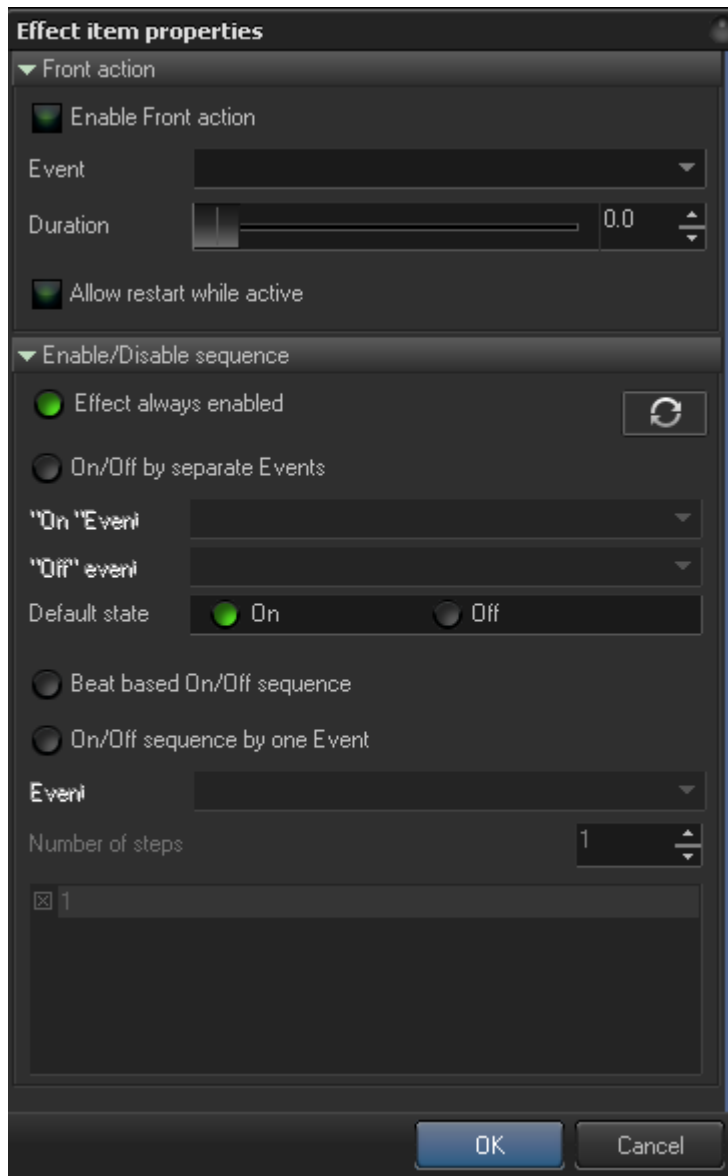 Effect item properties
Front action
Enable Front action
Event
Duration 0.0
Allow restart while active
Enable/Disable sequence
Effect always enabled
On/Off by separate Events
"On "Event
"Off" event
Default state On Off
Beat based On/Off sequence
On/Off sequence by one Event
Event
Number of steps 1
1
OK Cancel